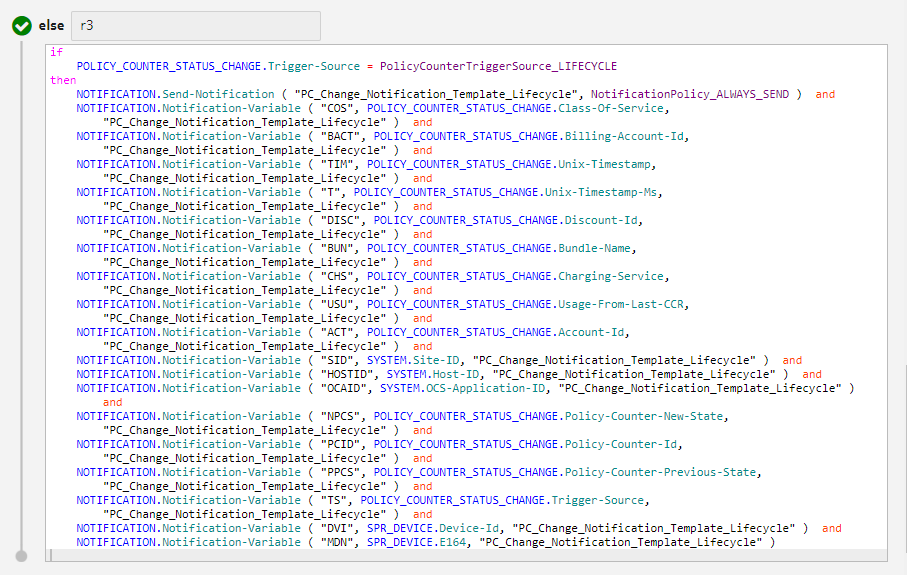 else r3
if
POLICY_COUNTER_STATUS_CHANGE.Trigger-Source = PolicyCounterTriggerSource_LIFECYCLE
then
NOTIFICATION.Send-Notification ( "PC_Change_Notification_Template_Lifecycle", NotificationPolicy_ALWAYS_SEND ) and
NOTIFICATION.Notification-Variable ( "COS", POLICY_COUNTER_STATUS_CHANGE.Class-Of-Service,
"PC_Change_Notification_Template_Lifecycle" ) and
NOTIFICATION.Notification-Variable ( "BACT", POLICY_COUNTER_STATUS_CHANGE.Billing-Account-Id,
"PC_Change_Notification_Template_Lifecycle" ) and
NOTIFICATION.Notification-Variable ( "TIM", POLICY_COUNTER_STATUS_CHANGE.Unix-Timestamp,
"PC_Change_Notification_Template_Lifecycle" ) and
NOTIFICATION.Notification-Variable ( "T", POLICY_COUNTER_STATUS_CHANGE.Unix-Timestamp-Ms,
"PC_Change_Notification_Template_Lifecycle" ) and
NOTIFICATION.Notification-Variable ( "DISC", POLICY_COUNTER_STATUS_CHANGE.Discount-Id,
"PC_Change_Notification_Template_Lifecycle" ) and
NOTIFICATION.Notification-Variable ( "BUN", POLICY_COUNTER_STATUS_CHANGE.Bundle-Name,
"PC_Change_Notification_Template_Lifecycle" ) and
NOTIFICATION.Notification-Variable ( "CHS", POLICY_COUNTER_STATUS_CHANGE.Charging-Service,
"PC_Change_Notification_Template_Lifecycle" ) and
NOTIFICATION.Notification-Variable ( "USU", POLICY_COUNTER_STATUS_CHANGE.Usage-From-Last-CCR,
"PC_Change_Notification_Template_Lifecycle" ) and
NOTIFICATION.Notification-Variable ( "ACT", POLICY_COUNTER_STATUS_CHANGE.Account-Id,
"PC_Change_Notification_Template_Lifecycle" ) and
NOTIFICATION.Notification-Variable ( "SID", SYSTEM.Site-ID, "PC_Change_Notification_Template_Lifecycle" ) and
NOTIFICATION.Notification-Variable ( "HOSTID", SYSTEM.Host-ID, "PC_Change_Notification_Template_Lifecycle" ) and
NOTIFICATION.Notification-Variable ( "OCAID", SYSTEM.OCS-Application-ID, "PC_Change_Notification_Template_Lifecycle" )
and
NOTIFICATION.Notification-Variable ( "NPCS", POLICY_COUNTER_STATUS_CHANGE.Policy-Counter-New-State,
"PC_Change_Notification_Template_Lifecycle" ) and
NOTIFICATION.Notification-Variable ( "PCID", POLICY_COUNTER_STATUS_CHANGE.Policy-Counter-Id,
"PC_Change_Notification_Template_Lifecycle" ) and
NOTIFICATION.Notification-Variable ( "PPCS", POLICY_COUNTER_STATUS_CHANGE.Policy-Counter-Previous-State,
"PC_Change_Notification_Template_Lifecycle" ) and
NOTIFICATION.Notification-Variable ( "TS", POLICY_COUNTER_STATUS_CHANGE.Trigger-Source,
"PC_Change_Notification_Template_Lifecycle" ) and
NOTIFICATION.Notification-Variable ( "DVI", SPR_DEVICE.Device-Id, "PC_Change_Notification_Template_Lifecycle" ) and
NOTIFICATION.Notification-Variable ( "MDN", SPR_DEVICE.E164, "PC_Change_Notification_Template_Lifecycle" )